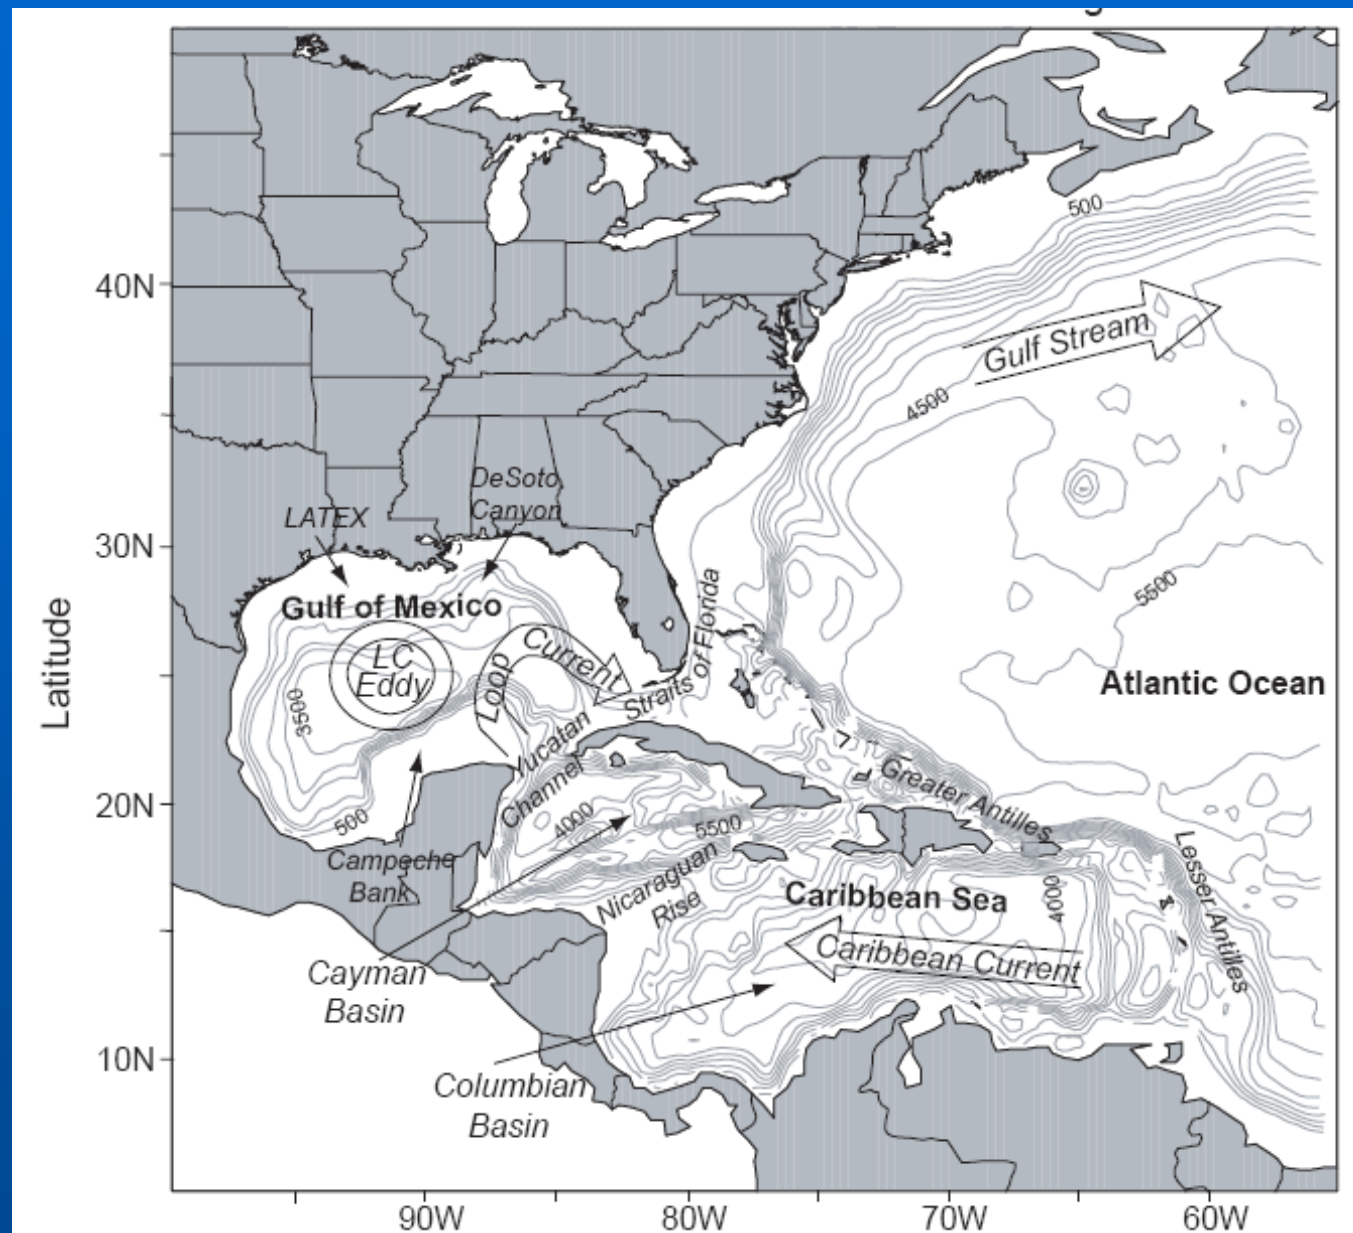 500
40N
Gulf Stream
4500
DeSoto
Canyon
LATEX
30N
5500
Gulf of Mexico
Straits of Florida
LC
Eddy
Loop Current
Latitude
Atlantic Ocean
3500
Yucatan
Channel
20N
500
4000
5500
Greater Antilles
Lesser Antilles
Campeche
Bank
Nicaraguan
Rise
Caribbean Sea
4000
Caribbean Current
Cayman
Basin
10N
Columbian
Basin
90W
80W
70W
60W